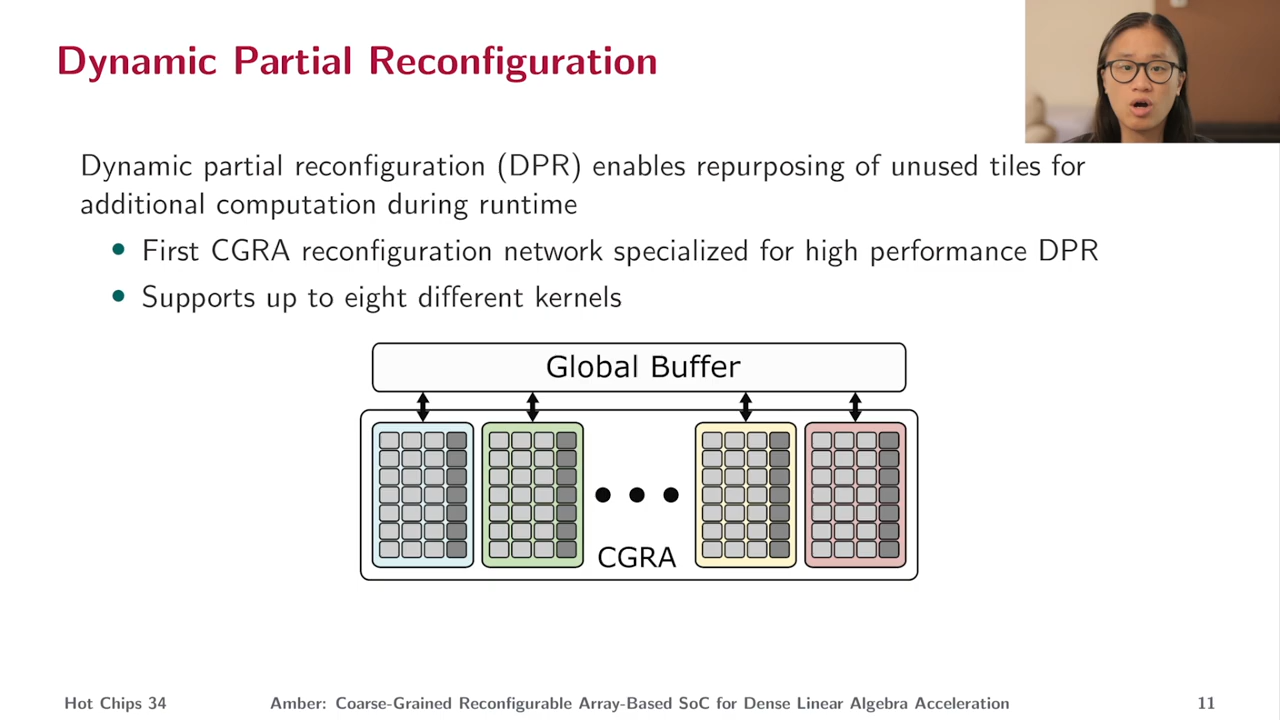 Dynamic Partial Reconfiguration
Dynamic partial reconfiguration (DPR) enables repurposing of unused tiles for
additional computation during runtime
• First CGRA reconfiguration network specialized for high performance DPR
• Supports up to eight different kernels
Global Buffer
CGRA
Hot Chips 34
Amber: Coarse-Grained Reconfigurable Array-Based SoC for Dense Linear Algebra Acceleration
11